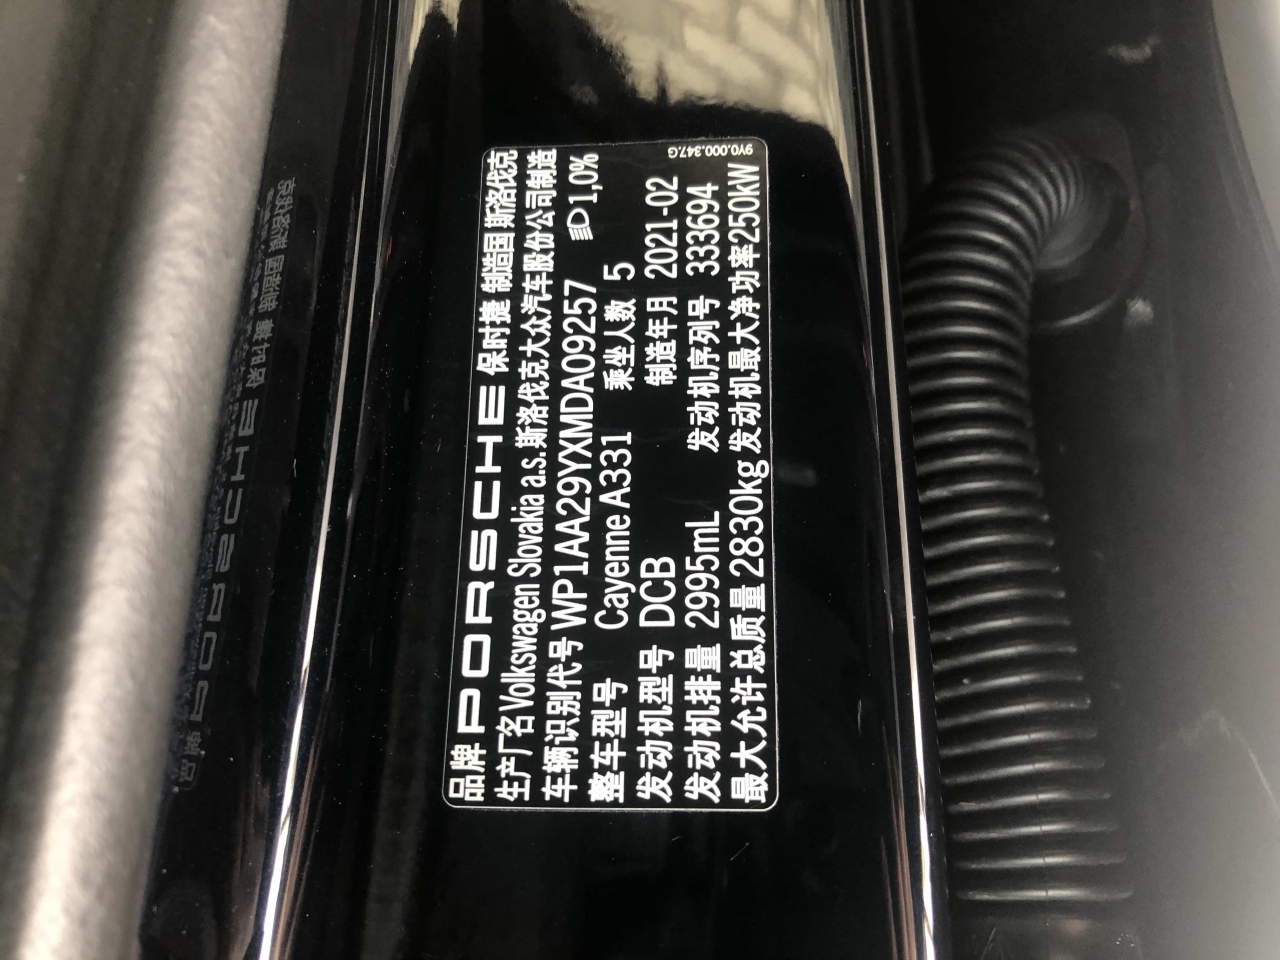 品牌 PORSCHE 保时捷 制造国 斯洛伐克
生产厂名 Volkswagen Slovakia a.s. 斯洛伐克大众汽车股份公司制造
车辆识别代号 WP1AA29YXMDA09257 1,0%
整车型号 Cayenne A331 乘坐人数 5
发动机型号 DCB 制造年月 2021-02
发动机排量 2995mL 发动机序列号 333694
最大允许总质量 2830kg 发动机最大净功率 250kW
9Y0.000.347.G